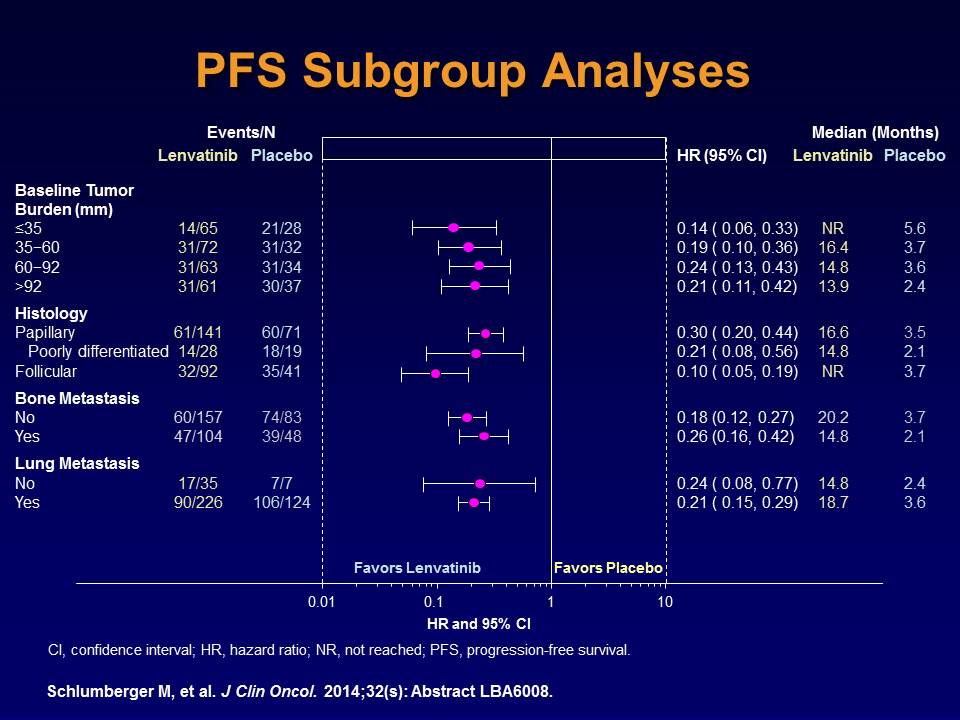 PFS Subgroup Analyses
Events/N Median (Months)
Lenvatinib Placebo HR (95% CI) Lenvatinib Placebo
Baseline Tumor
Burden (mm)
≤35 14/65 21/28 0.14 ( 0.06, 0.33) NR 5.6
35−60 31/72 31/32 0.19 ( 0.10, 0.36) 16.4 3.7
60−92 31/63 31/34 0.24 ( 0.13, 0.43) 14.8 3.6
>92 31/61 30/37 0.21 ( 0.11, 0.42) 13.9 2.4
Histology
Papillary 61/141 60/71 0.30 ( 0.20, 0.44) 16.6 3.5
Poorly differentiated 14/28 18/19 0.21 ( 0.08, 0.56) 14.8 2.1
Follicular 32/92 35/41 0.10 ( 0.05, 0.19) NR 3.7
Bone Metastasis
No 60/157 74/83 0.18 (0.12, 0.27) 20.2 3.7
Yes 47/104 39/48 0.26 (0.16, 0.42) 14.8 2.1
Lung Metastasis
No 17/35 7/7 0.24 ( 0.08, 0.77) 14.8 2.4
Yes 90/226 106/124 0.21 ( 0.15, 0.29) 18.7 3.6
Favors Lenvatinib Favors Placebo
0.01 0.1 1 10
HR and 95% CI
CI, confidence interval; HR, hazard ratio; NR, not reached; PFS, progression-free survival.
Schlumberger M, et al. J Clin Oncol. 2014;32(s): Abstract LBA6008.